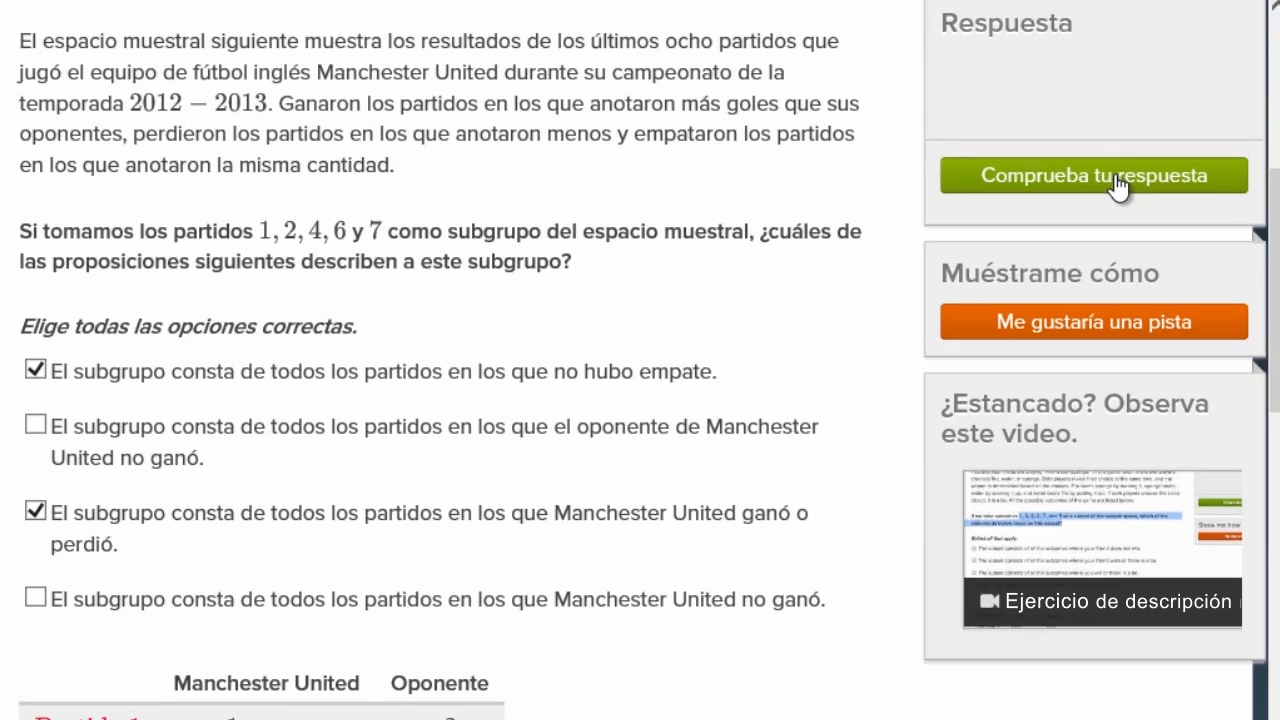 El espacio muestral siguiente muestra los resultados de los últimos ocho partidos que
jugó el equipo de fútbol inglés Manchester United durante su campeonato de la
temporada 2012 – 2013. Ganaron los partidos en los que anotaron más goles que sus
oponentes, perdieron los partidos en los que anotaron menos y empataron los partidos
en los que anotaron la misma cantidad.
Si tomamos los partidos 1, 2, 4, 6 y 7 como subgrupo del espacio muestral, ¿cuáles de
las proposiciones siguientes describen a este subgrupo?
Elige todas las opciones correctas.
El subgrupo consta de todos los partidos en los que no hubo empate.
El subgrupo consta de todos los partidos en los que el oponente de Manchester
United no ganó.
El subgrupo consta de todos los partidos en los que Manchester United ganó o
perdió.
El subgrupo consta de todos los partidos en los que Manchester United no ganó.
Manchester United Oponente
Respuesta
Comprueba tu respuesta
Muéstrame cómo
Me gustaría una pista
¿Estancado? Observa
este video.
Ejercicio de descripción